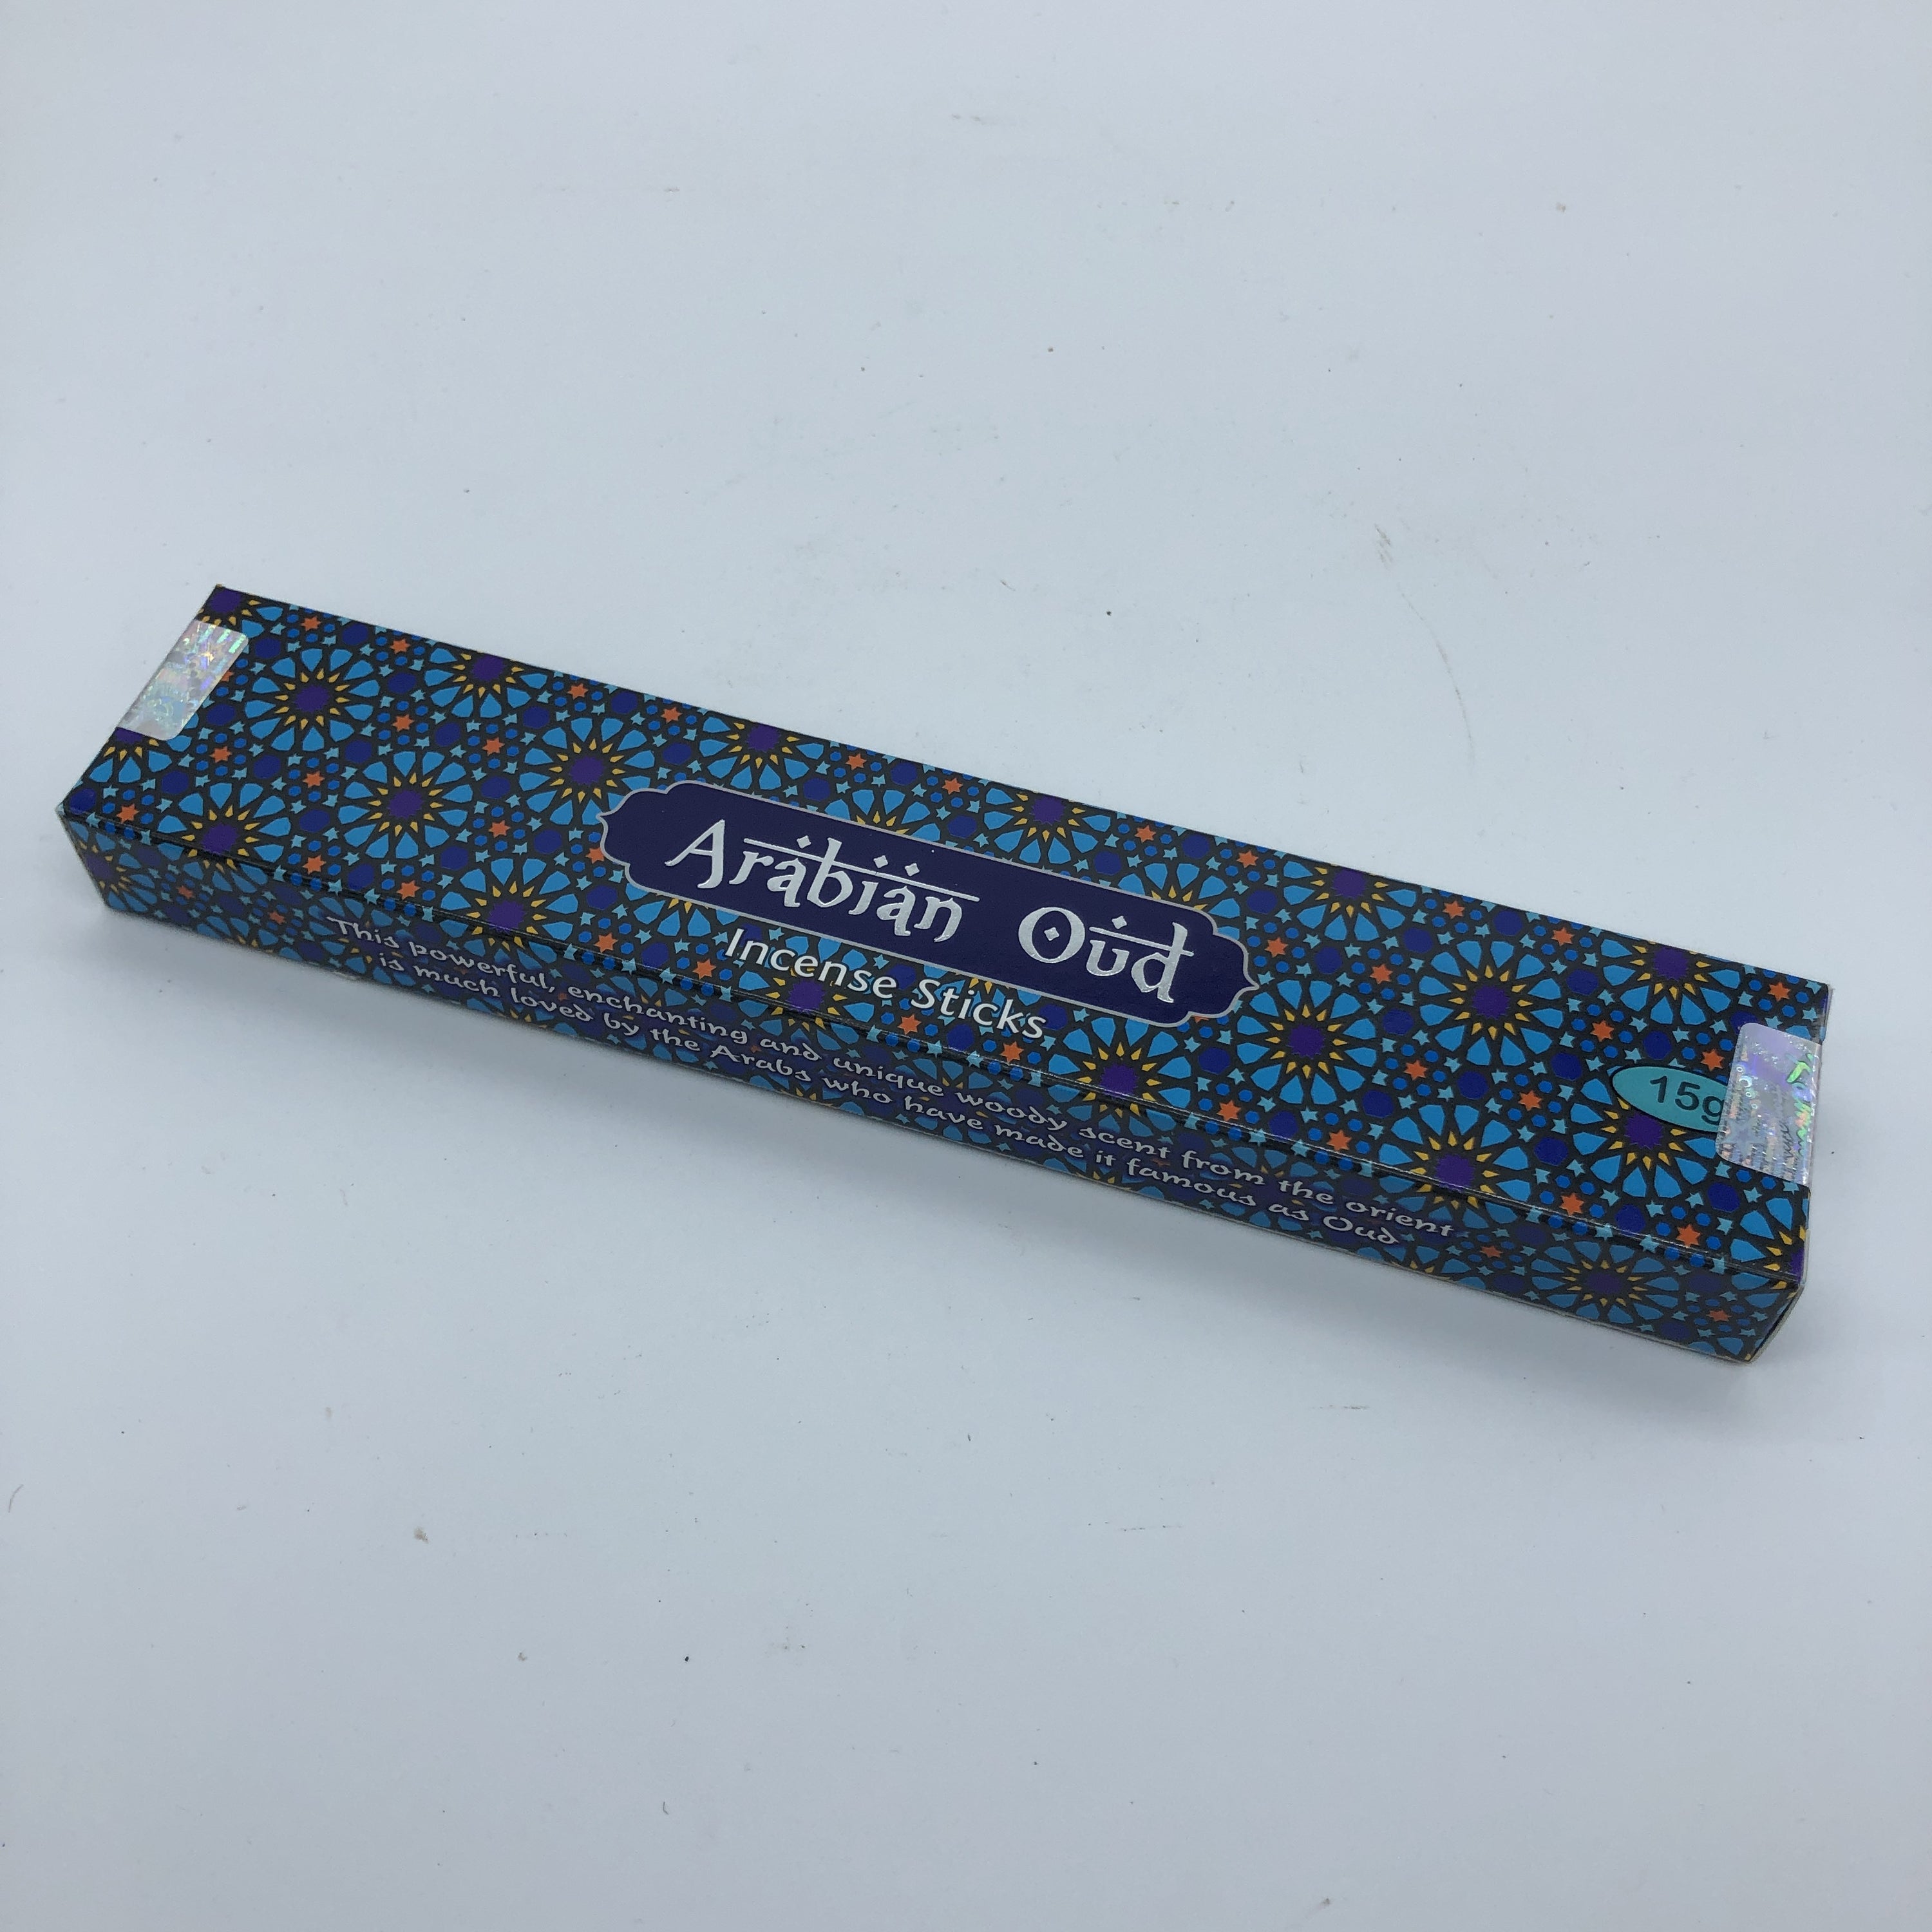 Arabian Oud
Incense Sticks
15g
This powerful, enchanting and unique woody scent from the orient
is much loved by the Arabs who have made it famous as Oud